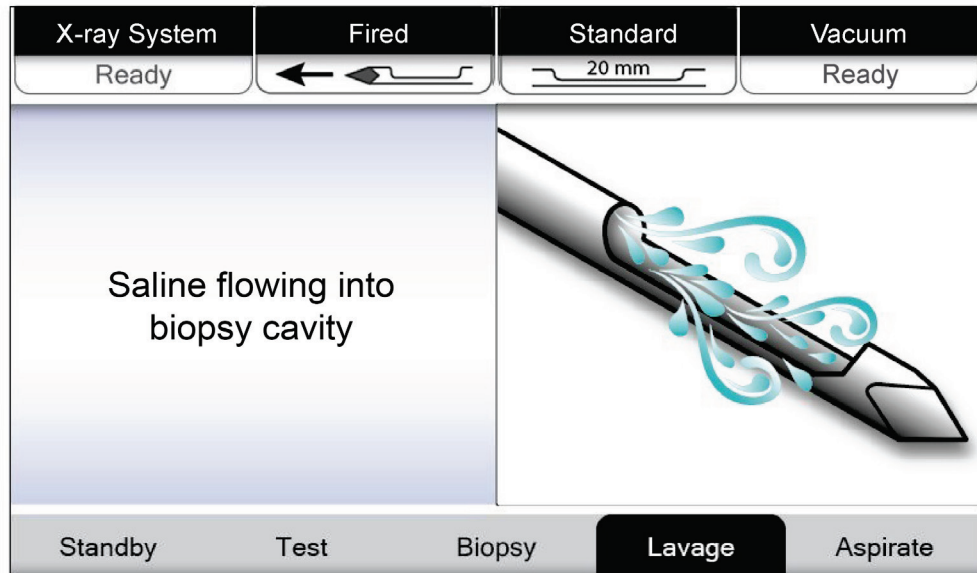 X-ray System
Fired
Standard
Vacuum
Ready
20 mm
Ready
Saline flowing into
biopsy cavity
Standby
Test
Biopsy
Lavage
Aspirate